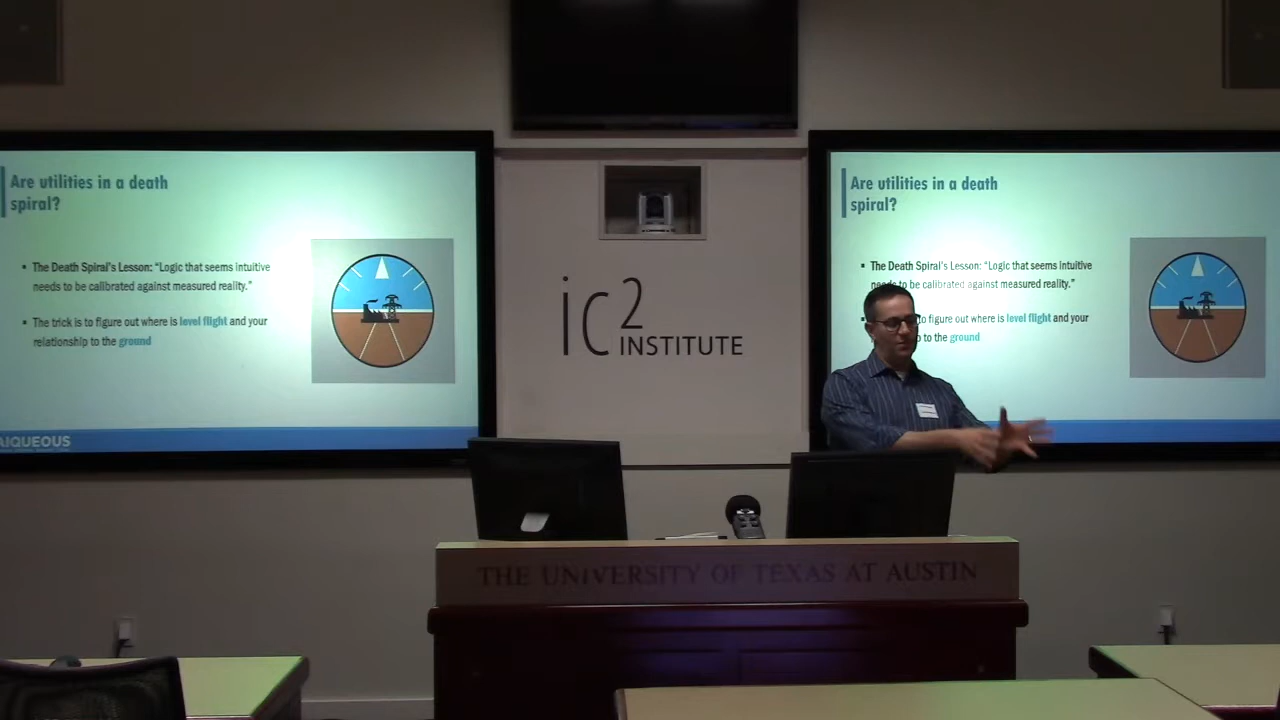 Are utilities in a death
spiral?
▪ The Death Spiral's Lesson: "Logic that seems intuitive
needs to be calibrated against measured reality."
▪ The trick is to figure out where is level flight and your
relationship to the ground
AIQUEOUS
ic2
INSTITUTE
Are utilities in a death
spiral?
▪ The Death Spiral's Lesson: "Logic that seems intuitive
needs to be calibrated against measured reality."
to figure out where is level flight and your
to the ground
THE UNIVERSITY OF TEXAS AT AUSTIN